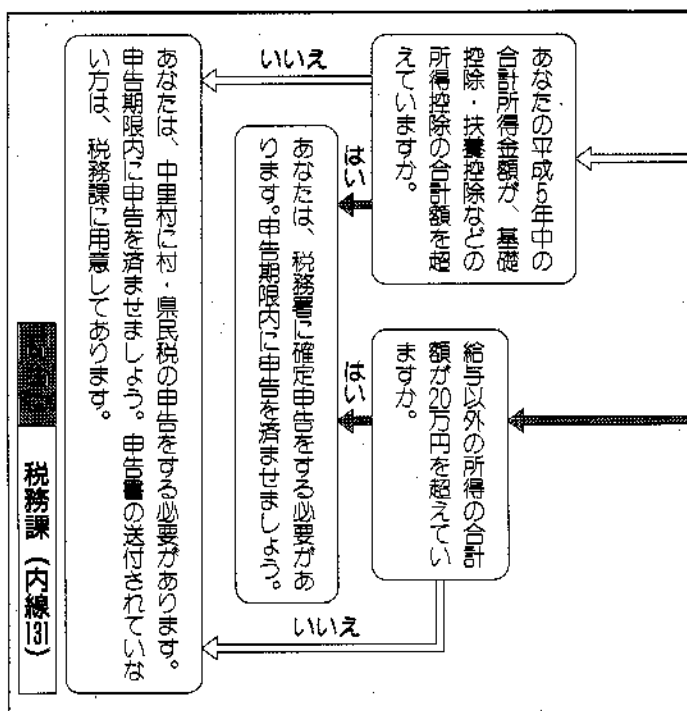 あなたの平成5年中の
合計所得金額が、基礎
控除・扶養控除などの
所得控除の合計額を超
えていますか。
給与以外の所得の合計
額が20万円を超えてい
ますか。
はい
はい
いいえ
いいえ
あなたは、税務署に確定申告をする必要があ
ります。申告期限内に申告を済ませましょう。
あなたは、中里村に村・県民税の申告をする必要があります。
申告期限内に申告を済ませましょう。申告書の送付されていな
い方は、税務課に用意してあります。
税務課（内線131）